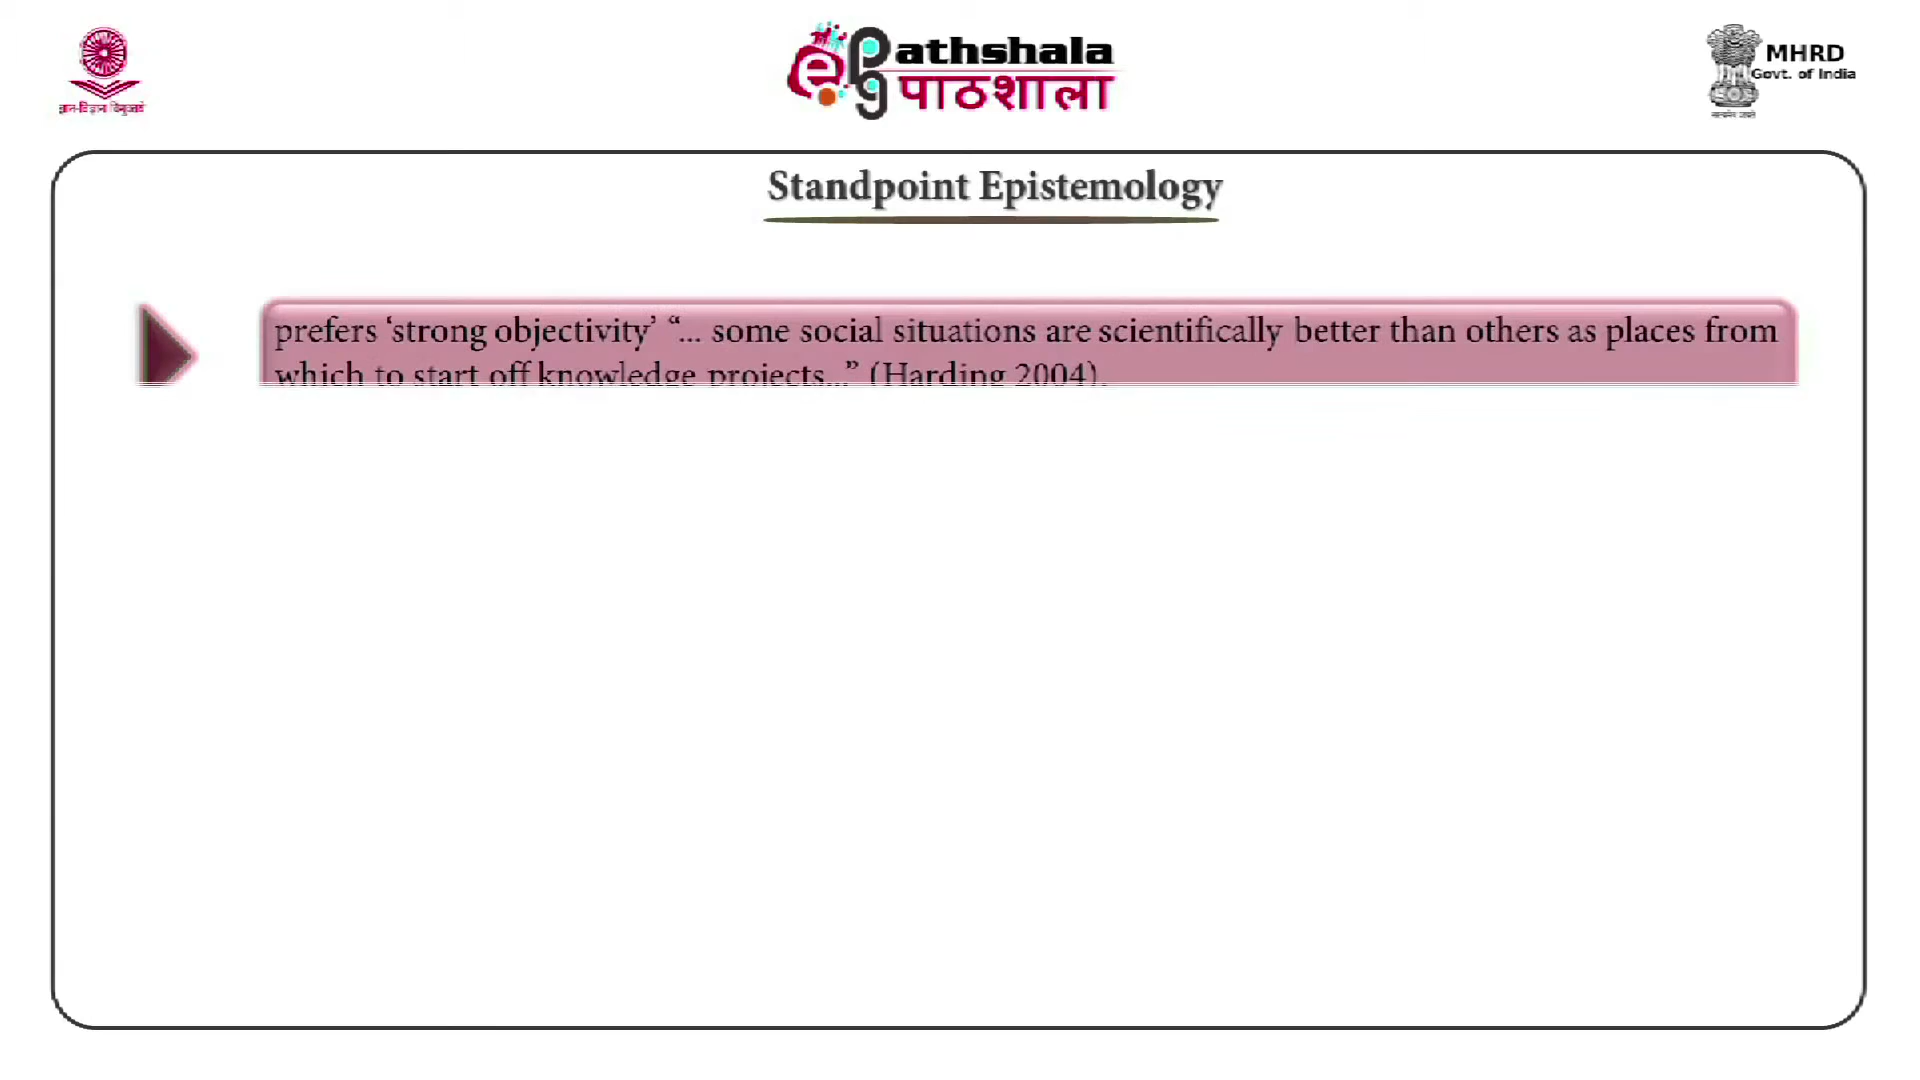 e pg athshala
पाठशाला
MHRD
Govt. of India
Standpoint Epistemology
prefers ‘strong objectivity’ “... some social situations are scientifically better than others as places from
which to start off knowledge projects...” (Harding 2004).